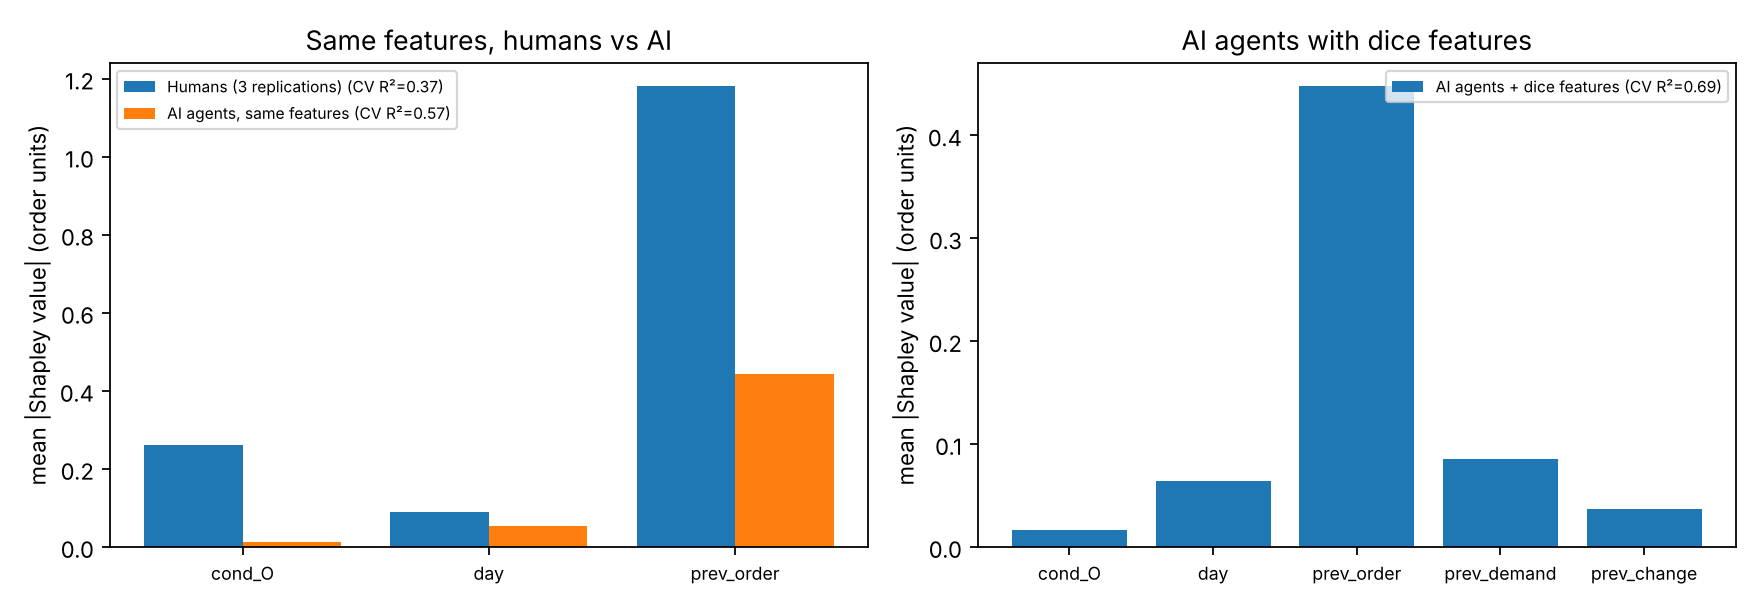 Same features, humans vs AI
mean |Shapley value| (order units)
1.2
1.0
0.8
0.6
0.4
0.2
0.0
Humans (3 replications) (CV R²=0.37)
AI agents, same features (CV R²=0.57)
cond_O
day
prev_order
AI agents with dice features
mean |Shapley value| (order units)
0.4
0.3
0.2
0.1
0.0
AI agents + dice features (CV R²=0.69)
cond_O
day
prev_order
prev_demand
prev_change